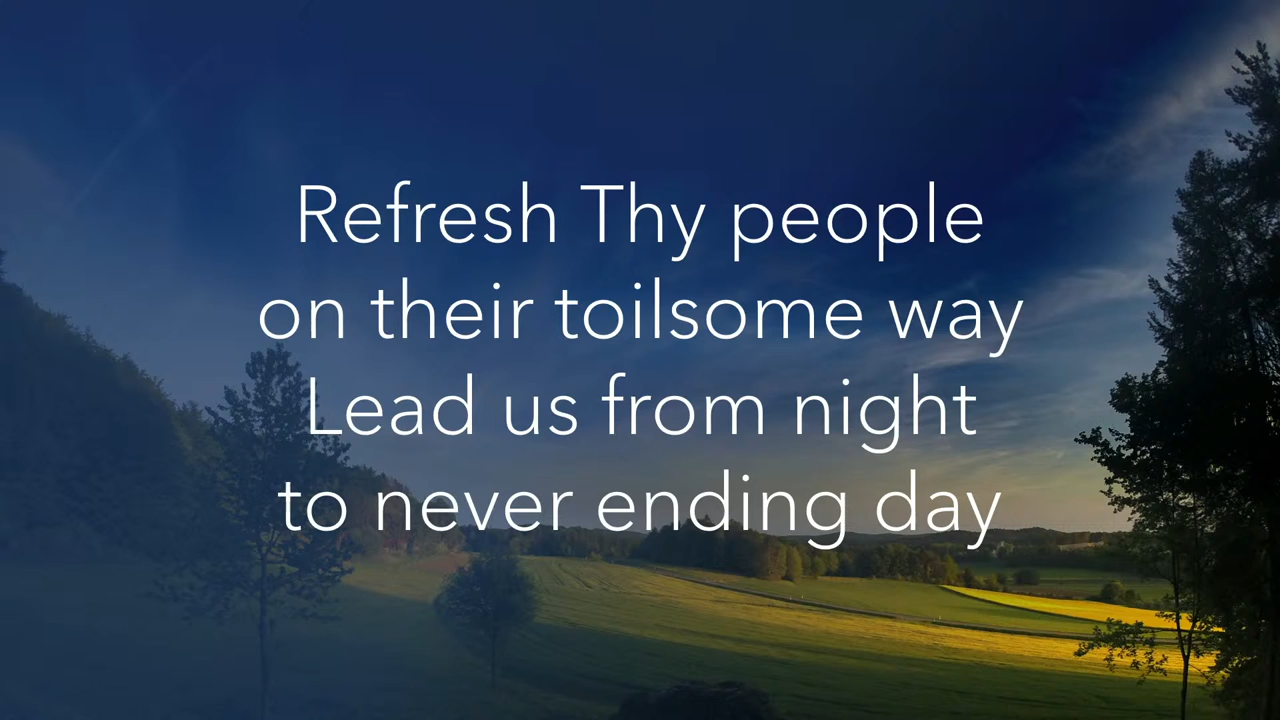 Refresh Thy people
on their toilsome way
Lead us from night
to never ending day